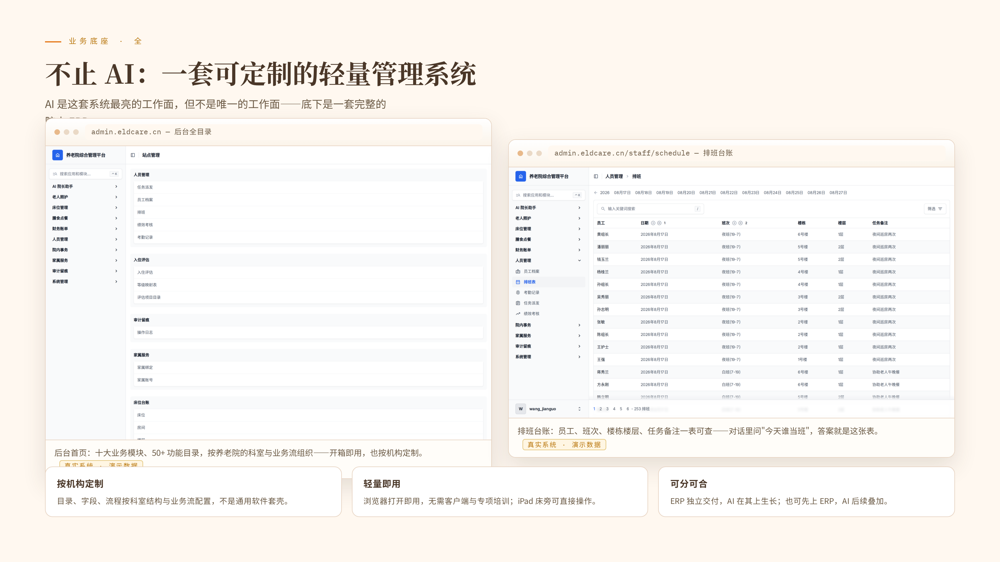 业务底座 · 全
不止 AI：一套可定制的轻量管理系统
AI 是这套系统最亮的工作面，但不是唯一的工作面——底下是一套完整的
admin.eldcare.cn — 后台全目录
养老院综合管理平台
站点管理
搜索应用和模块... ^K
AI 院长助手
老人照护
床位管理
膳食点餐
财务账单
人员管理
院内事务
家属服务
审计留痕
系统管理
人员管理
任务派发
员工档案
排班
绩效考核
考勤记录
入住评估
入住评估
等级映射表
评估项目目录
审计留痕
操作日志
家属服务
家属绑定
家属账号
床位台账
床位
房间
后台首页：十大业务模块、50+ 功能目录，按养老院的科室与业务流组织——开箱即用，也按机构定制。
真实系统 · 演示数据
admin.eldcare.cn/staff/schedule — 排班台账
养老院综合管理平台
人员管理 › 排班
搜索应用和模块... ^K
AI 院长助手
老人照护
床位管理
膳食点餐
财务账单
人员管理
员工档案
排班表
考勤记录
任务派发
绩效考核
院内事务
家属服务
审计留痕
系统管理
W wang_jianguo
← 2026 08月17日 08月18日 08月19日 08月20日 08月21日 08月22日 08月23日 08月24日 08月25日 08月26日 08月27日
输入关键词搜索 /
筛选
员工 日期 1 班次 2 楼栋 楼层 任务备注
黄组长 2026年8月17日 夜班(19-7) 6号楼 1层 夜间巡房两次
潘丽丽 2026年8月17日 夜班(19-7) 5号楼 2层 夜间巡房两次
钱玉兰 2026年8月17日 夜班(19-7) 5号楼 2层 夜间巡房两次
杨桂兰 2026年8月17日 夜班(19-7) 4号楼 1层 夜间巡房两次
孙组长 2026年8月17日 夜班(19-7) 4号楼 1层 夜间巡房两次
吴秀丽 2026年8月17日 夜班(19-7) 3号楼 2层 夜间巡房两次
孙志明 2026年8月17日 夜班(19-7) 3号楼 2层 夜间巡房两次
张敏 2026年8月17日 夜班(19-7) 2号楼 1层 夜间巡房两次
陈组长 2026年8月17日 夜班(19-7) 2号楼 1层 夜间巡房两次
王护士 2026年8月17日 夜班(19-7) 2号楼 1层 夜间巡房两次
王强 2026年8月17日 夜班(19-7) 1号楼 1层 夜间巡房两次
蒋秀兰 2026年8月17日 白班(7-19) 6号楼 1层 协助老人午晚餐
方永刚 2026年8月17日 白班(7-19) 6号楼 1层 协助老人午晚餐
韩立明 2026年8月17日 白班(7-19) 5号楼 2层 协助老人午晚餐
1 2 3 4 5 6 - 253 排班
排班台账：员工、班次、楼栋楼层、任务备注一表可查——对话里问"今天谁当班"，答案就是这张表。
真实系统 · 演示数据
按机构定制
目录、字段、流程按科室结构与业务流配置，不是通用软件套壳。
轻量即用
浏览器打开即用，无需客户端与专项培训；iPad 床旁可直接操作。
可分可合
ERP 独立交付，AI 在其上生长；也可先上 ERP，AI 后续叠加。